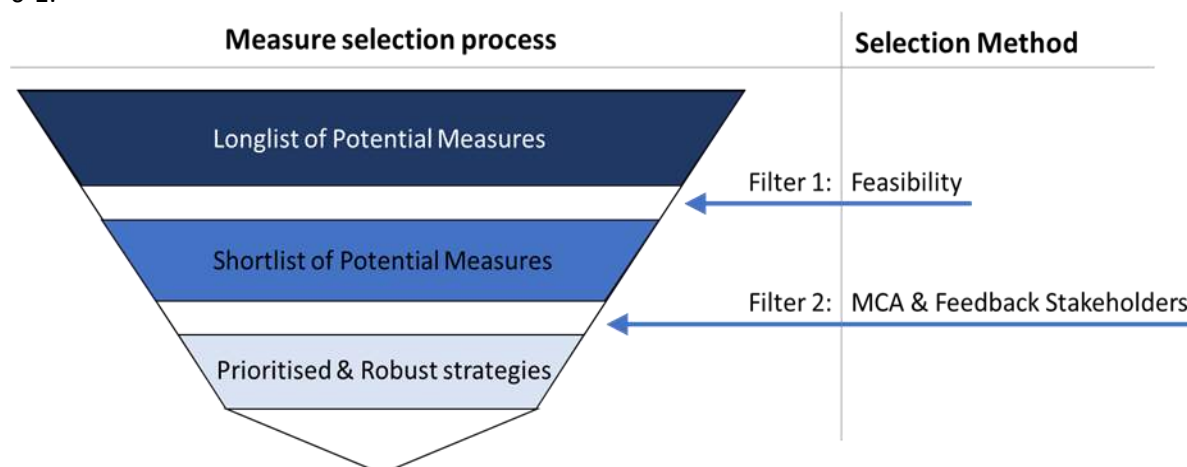 Measure selection process
Selection Method
Longlist of Potential Measures
Filter 1: Feasibility
Shortlist of Potential Measures
Filter 2: MCA & Feedback Stakeholders
Prioritised & Robust strategies